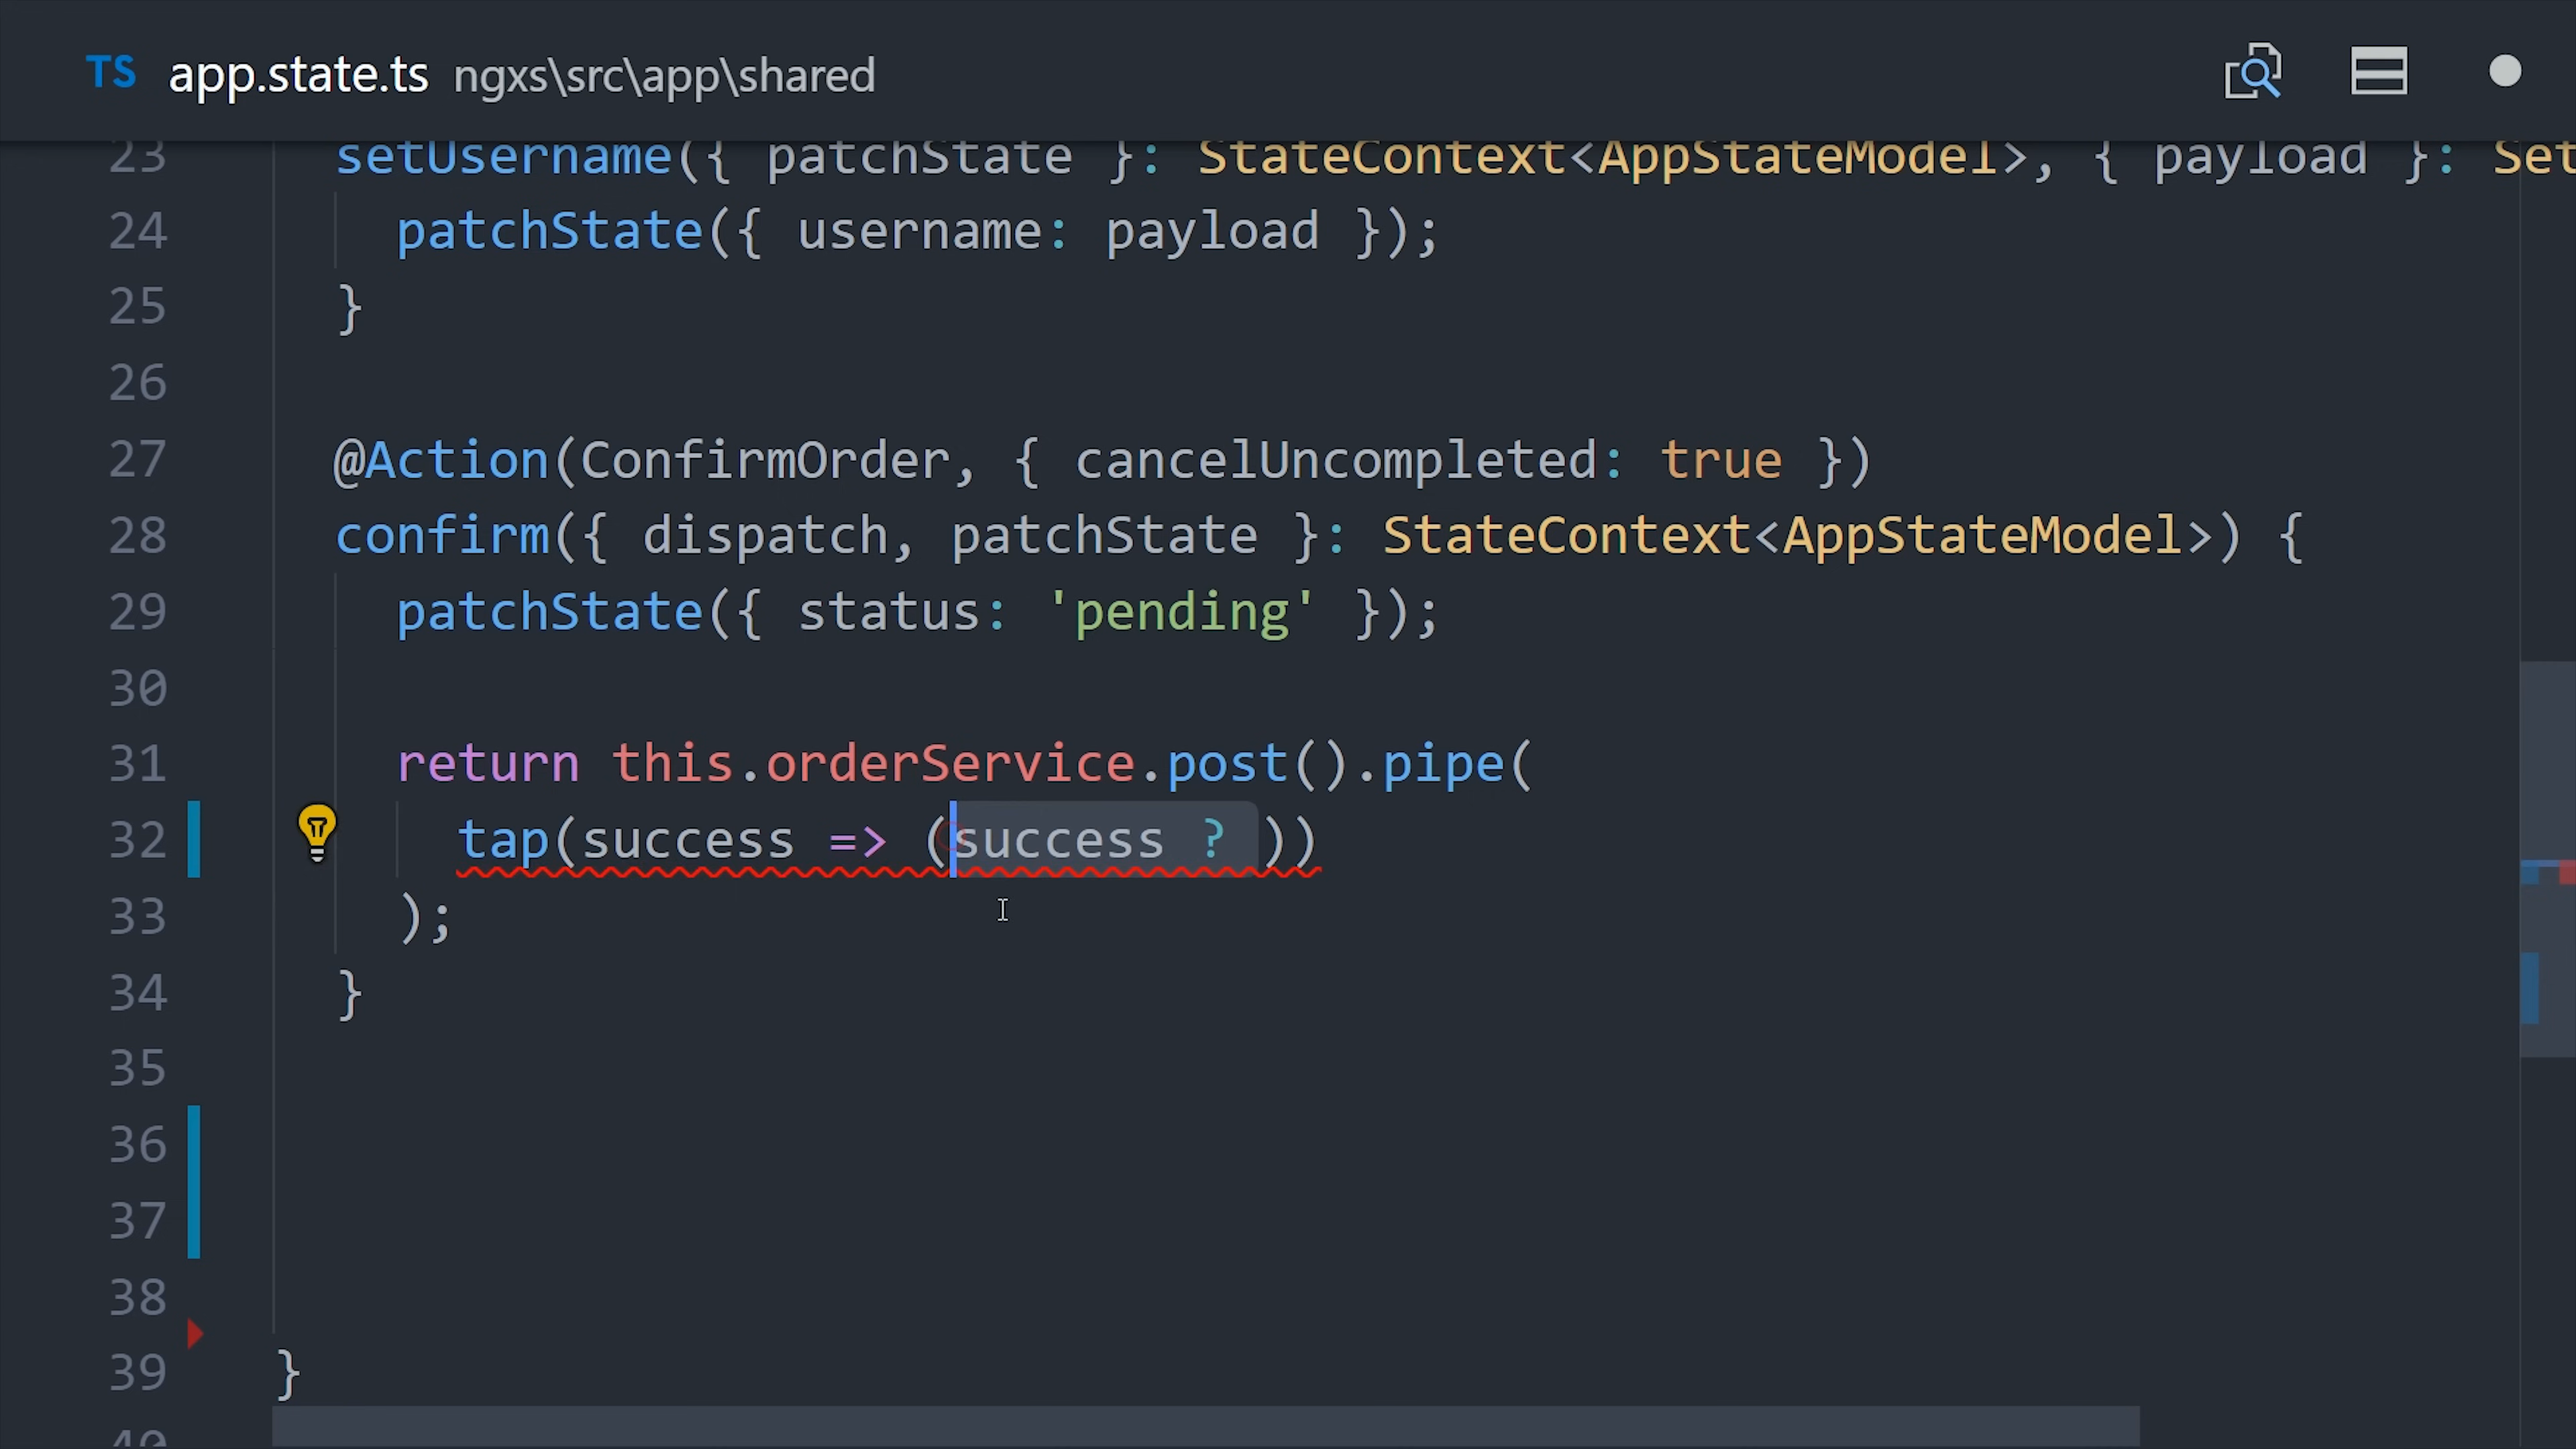 TS app.state.ts ngxs\src\app\shared
23 setUsername({ patchState }: StateContext<AppStateModel>, { payload }: Set
24 patchState({ username: payload });
25 }
26
27 @Action(ConfirmOrder, { cancelUncompleted: true })
28 confirm({ dispatch, patchState }: StateContext<AppStateModel>) {
29 patchState({ status: 'pending' });
30
31 return this.orderService.post().pipe(
32 tap(success => (success ? ))
33 );
34 }
35
36
37
38
39 }
40